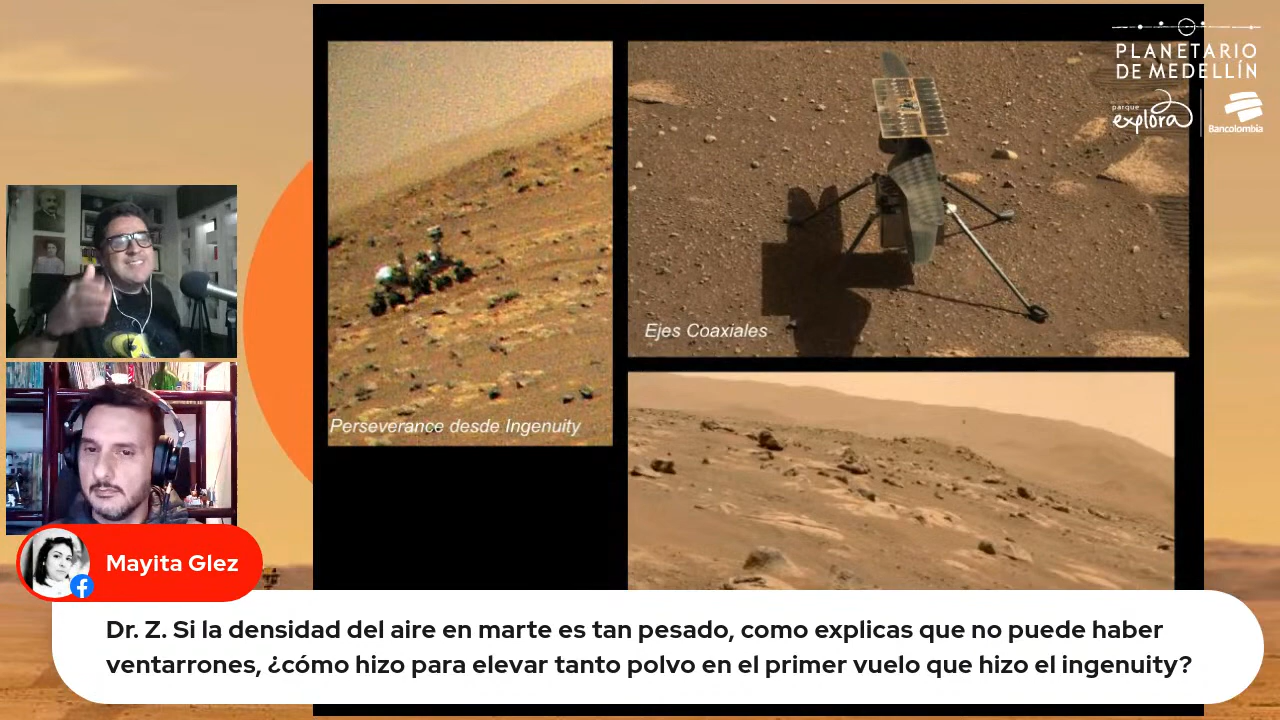 PLANETARIO
DE MEDELLÍN
parque
explora
Bancolombia
Ejes Coaxiales
Perseverance desde Ingenuity
Mayita Glez
Dr. Z. Si la densidad del aire en marte es tan pesado, como explicas que no puede haber
ventarrones, ¿cómo hizo para elevar tanto polvo en el primer vuelo que hizo el ingenuity?